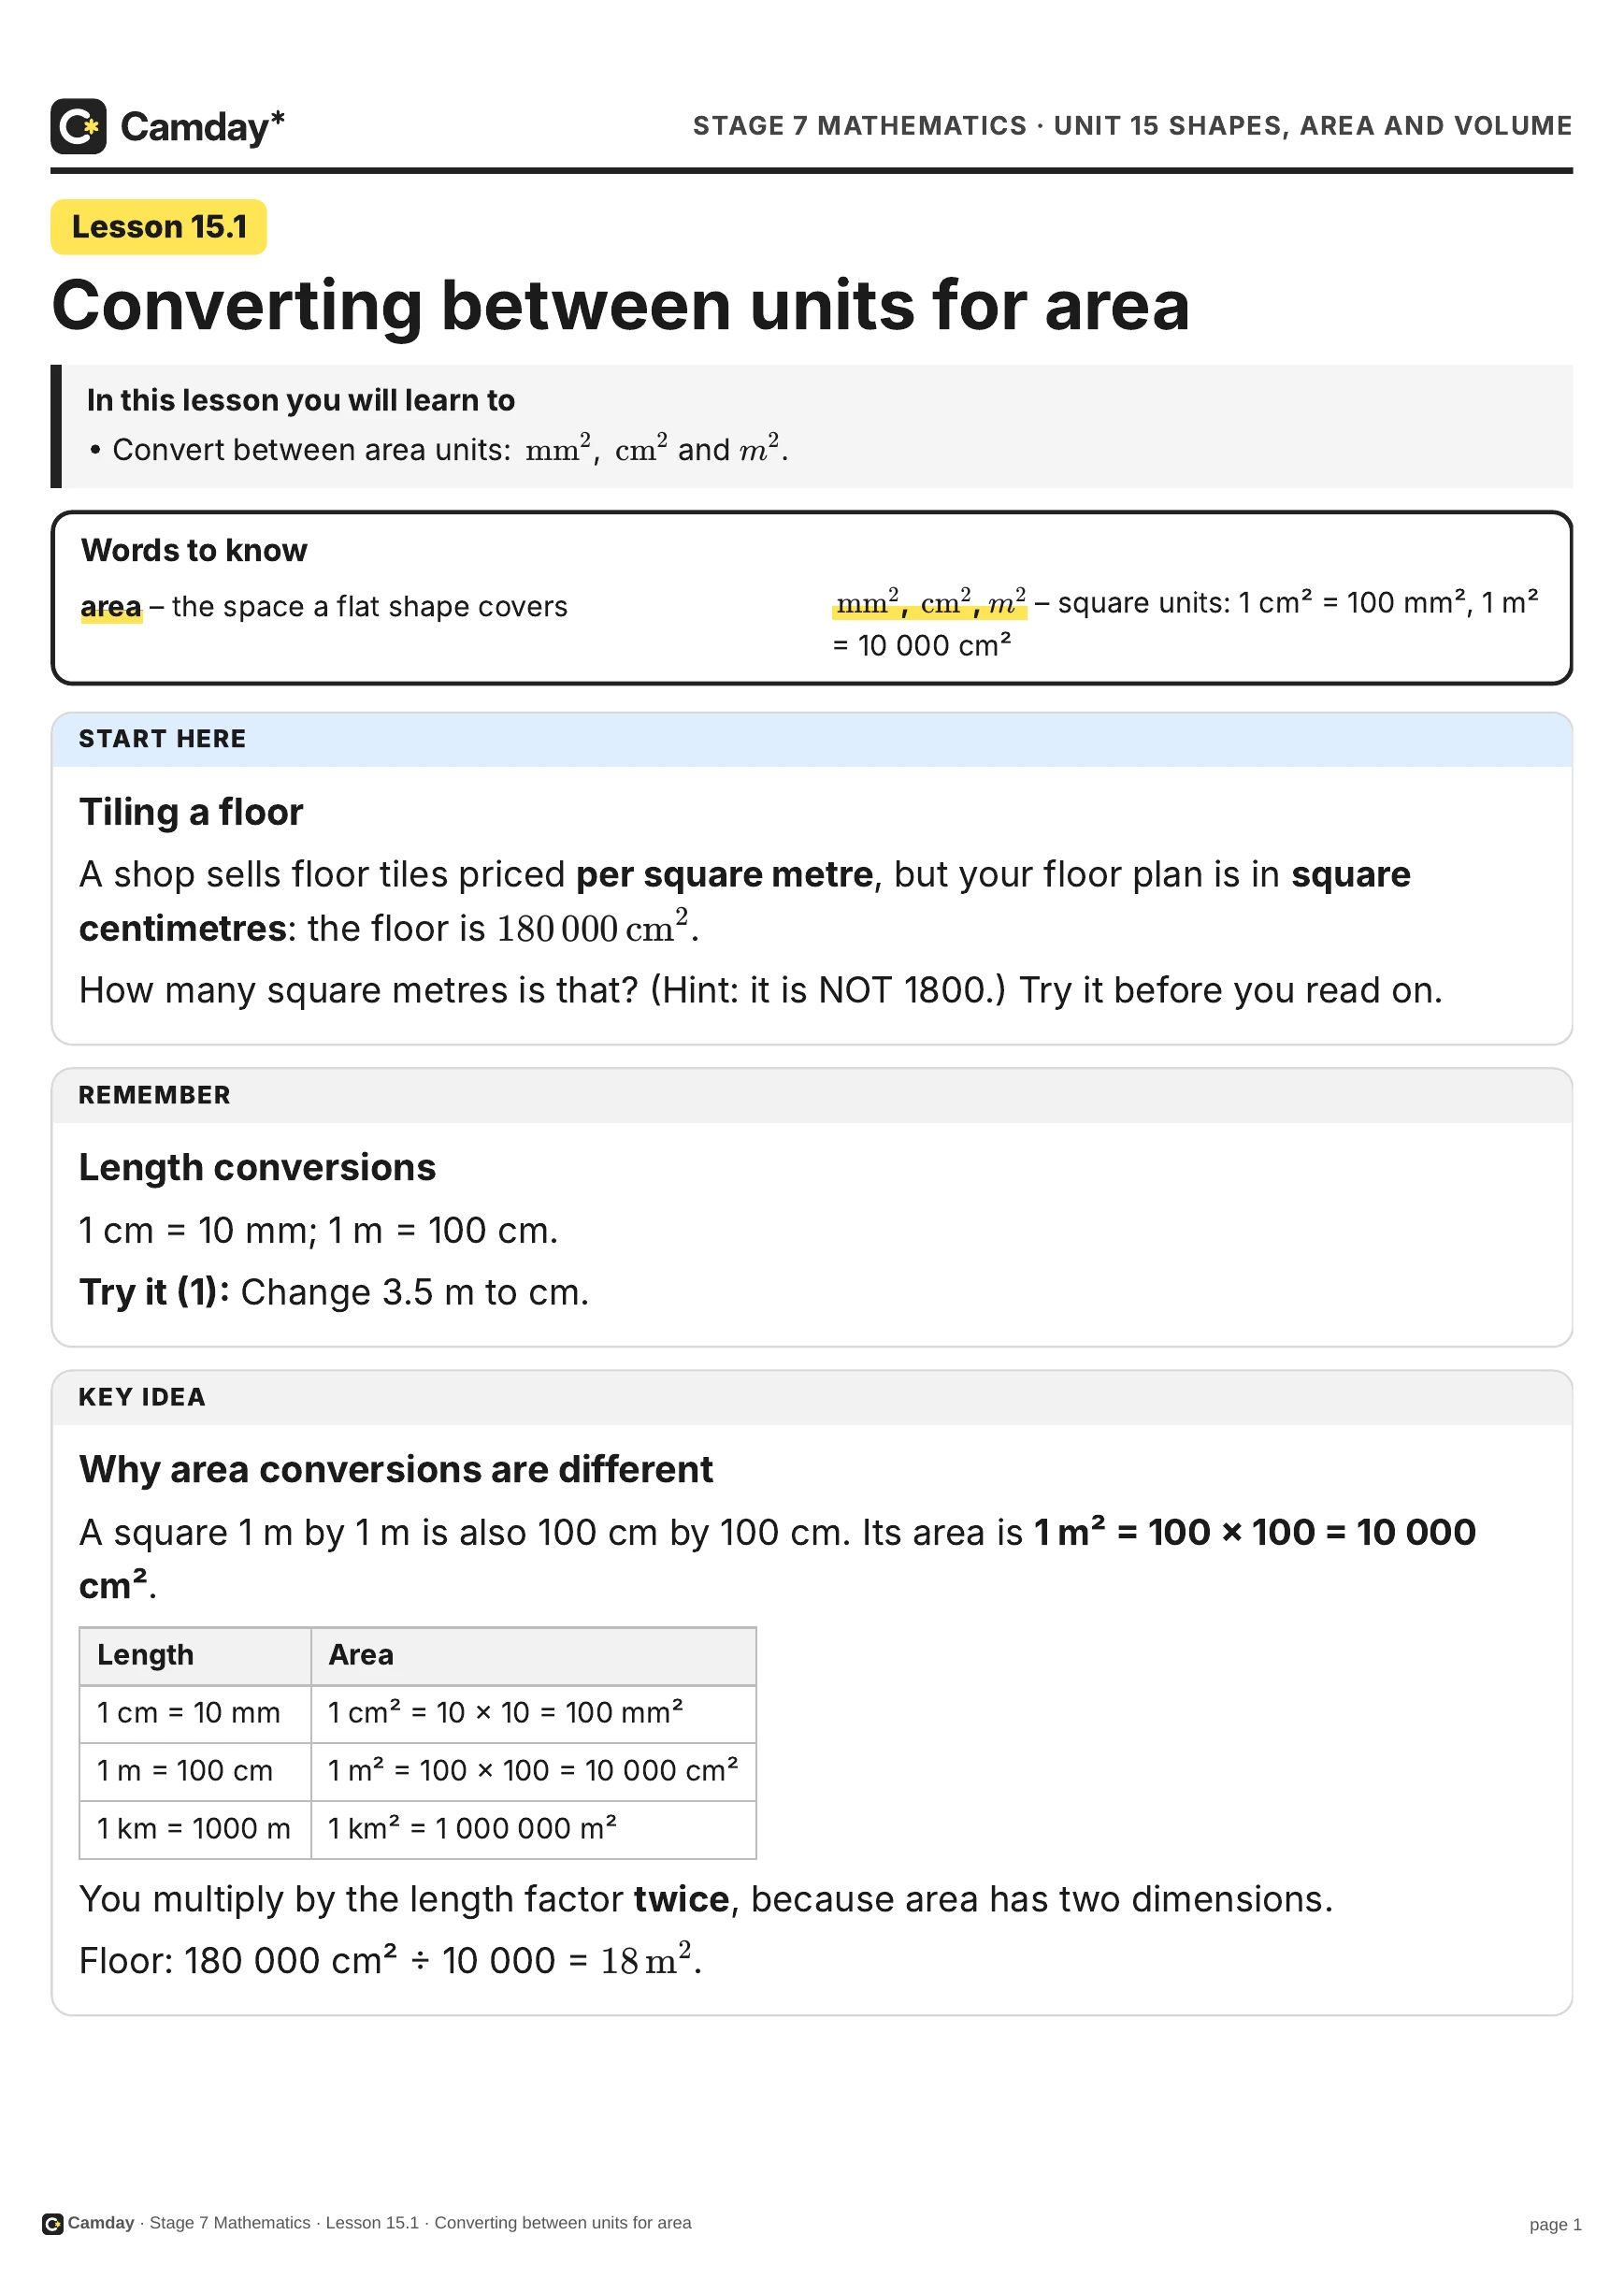 Camday*
STAGE 7 MATHEMATICS · UNIT 15 SHAPES, AREA AND VOLUME
Lesson 15.1
Converting between units for area
In this lesson you will learn to
• Convert between area units: mm², cm² and m².
Words to know
area – the space a flat shape covers
mm², cm², m² – square units: 1 cm² = 100 mm², 1 m²
= 10 000 cm²
START HERE
Tiling a floor
A shop sells floor tiles priced per square metre, but your floor plan is in square
centimetres: the floor is 180 000 cm².
How many square metres is that? (Hint: it is NOT 1800.) Try it before you read on.
REMEMBER
Length conversions
1 cm = 10 mm; 1 m = 100 cm.
Try it (1): Change 3.5 m to cm.
KEY IDEA
Why area conversions are different
A square 1 m by 1 m is also 100 cm by 100 cm. Its area is 1 m² = 100 × 100 = 10 000
cm².
Length Area
1 cm = 10 mm 1 cm² = 10 × 10 = 100 mm²
1 m = 100 cm 1 m² = 100 × 100 = 10 000 cm²
1 km = 1000 m 1 km² = 1 000 000 m²
You multiply by the length factor twice, because area has two dimensions.
Floor: 180 000 cm² ÷ 10 000 = 18 m².
Camday · Stage 7 Mathematics · Lesson 15.1 · Converting between units for area
page 1